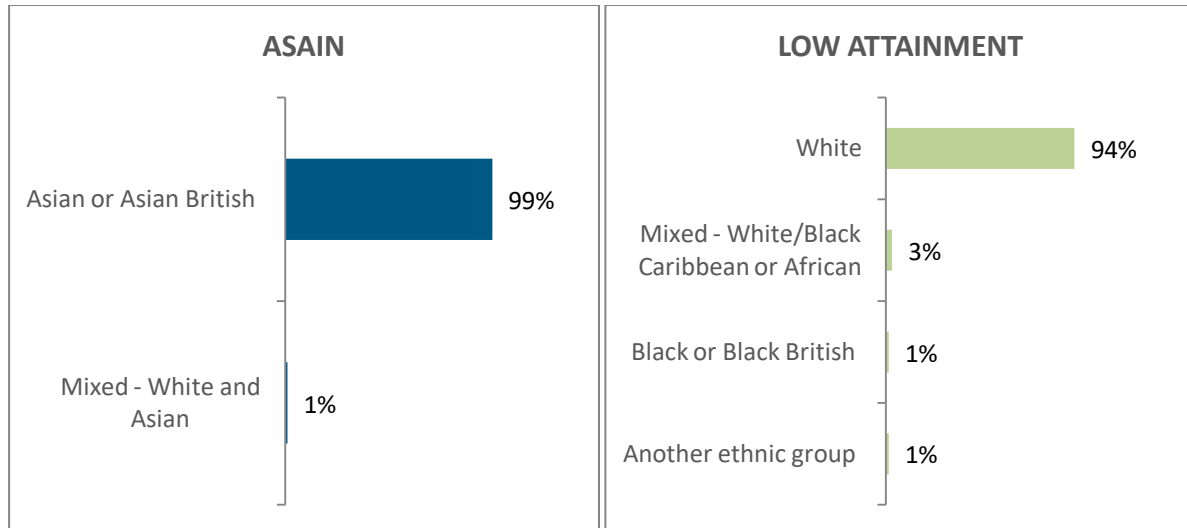 ASAIN
Asian or Asian British
99%
Mixed - White and
Asian
1%
LOW ATTAINMENT
White
94%
Mixed - White/Black
Caribbean or African
3%
Black or Black British
1%
Another ethnic group
1%